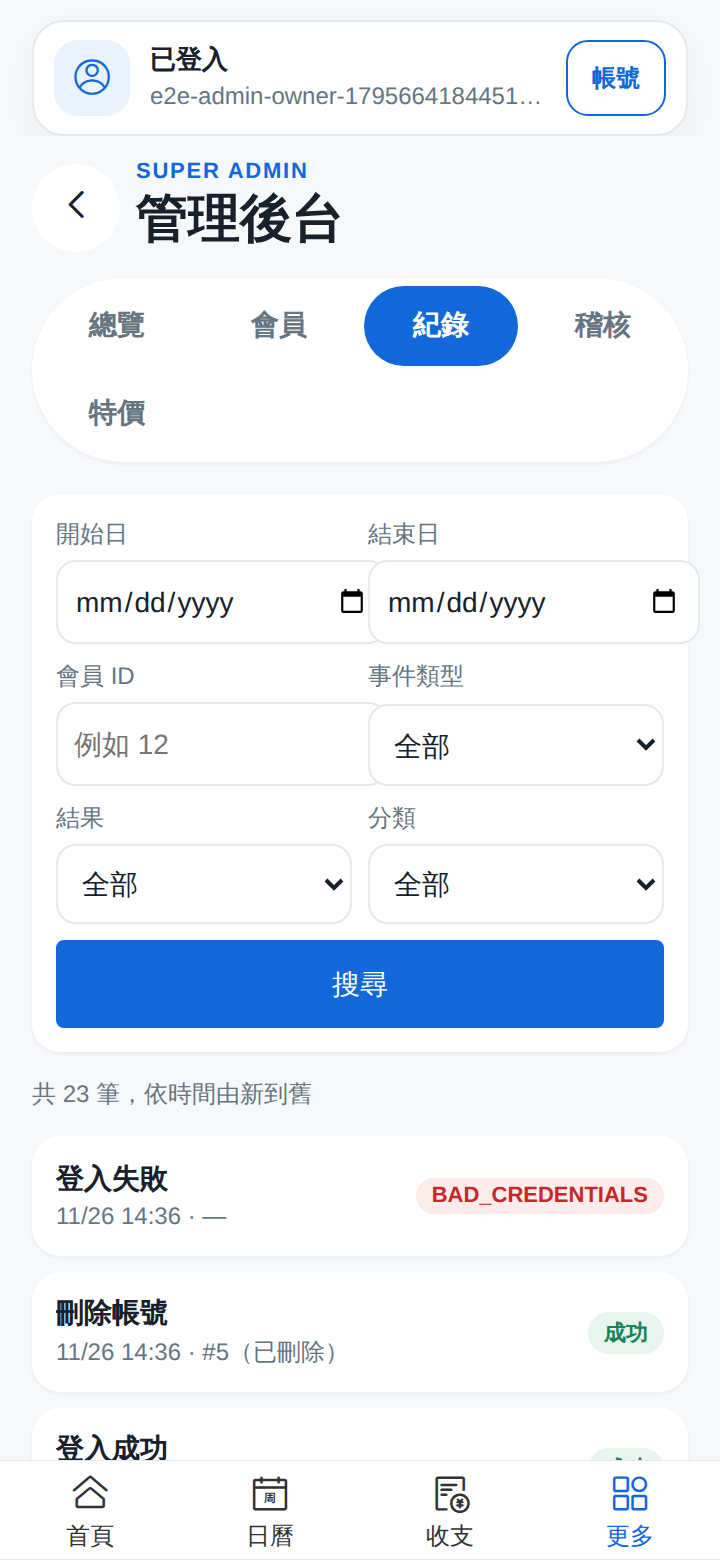 已登入
e2e-admin-owner-1795664184451…
帳號
SUPER ADMIN
管理後台
總覽 會員 紀錄 稽核
特價
開始日 結束日
mm/dd/yyyy mm/dd/yyyy
會員 ID 事件類型
例如 12 全部
結果 分類
全部 全部
搜尋
共 23 筆，依時間由新到舊
登入失敗
11/26 14:36 · —
BAD_CREDENTIALS
刪除帳號
11/26 14:36 · #5（已刪除）
成功
登入成功
周
首頁 日曆 收支 更多